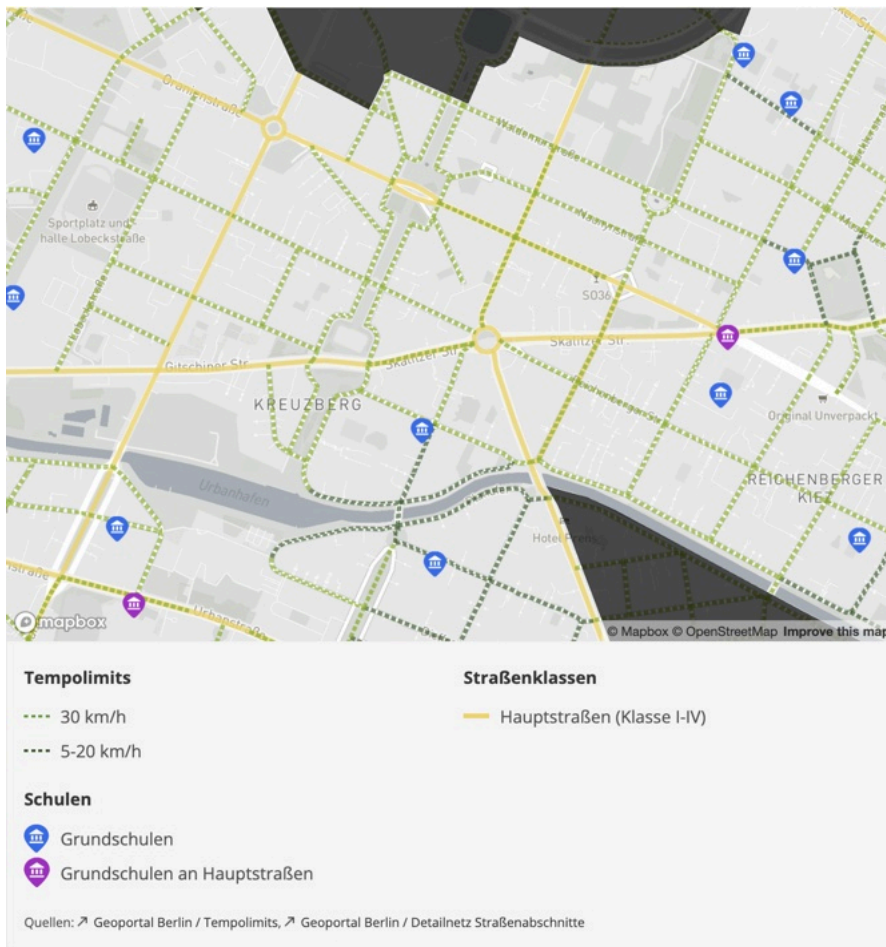 Oranienstraße
Sportplatz und
halle Lobeckstraße
Naunynstraße
SO36
Gitschiner Str
Skalitzer Str
Skalitzer Str
KREUZBERG
Original Unverpackt
Urbanhafen
REICHENBERGER
KIEZ
Urbanstraße
mapbox
© Mapbox © OpenStreetMap Improve this map
Tempolimits
30 km/h
5-20 km/h
Straßenklassen
Hauptstraßen (Klasse I-IV)
Schulen
Grundschulen
Grundschulen an Hauptstraßen
Quellen: ↗ Geoportal Berlin / Tempolimits, ↗ Geoportal Berlin / Detailnetz Straßenabschnitte